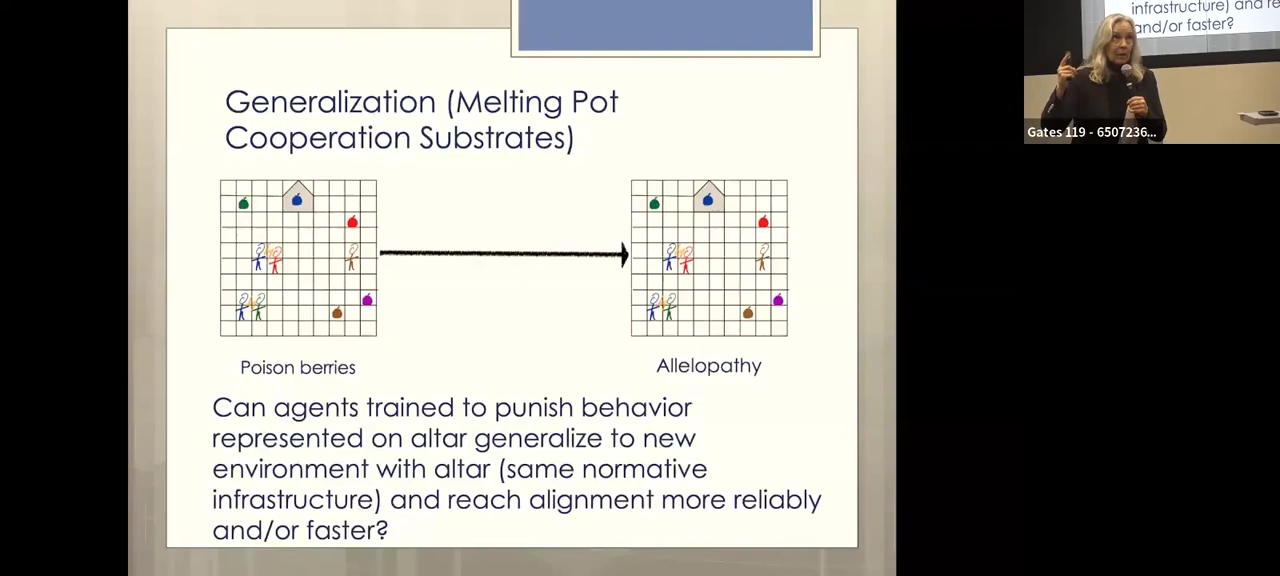 Generalization (Melting Pot
Cooperation Substrates)
Poison berries
Allelopathy
Can agents trained to punish behavior
represented on altar generalize to new
environment with altar (same normative
infrastructure) and reach alignment more reliably
and/or faster?
infrastructure) and re
and/or faster?
Gates 119 - 6507236...